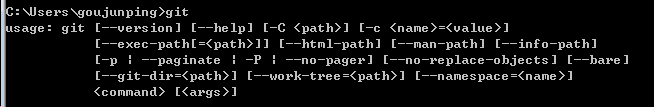 C:\Users\goujunping>git
usage: git [--version] [--help] [-C <path>] [-c <name>=<value>]
[--exec-path[=<path>]] [--html-path] [--man-path] [--info-path]
[-p ¦ --paginate ¦ -P ¦ --no-pager] [--no-replace-objects] [--bare]
[--git-dir=<path>] [--work-tree=<path>] [--namespace=<name>]
<command> [<args>]